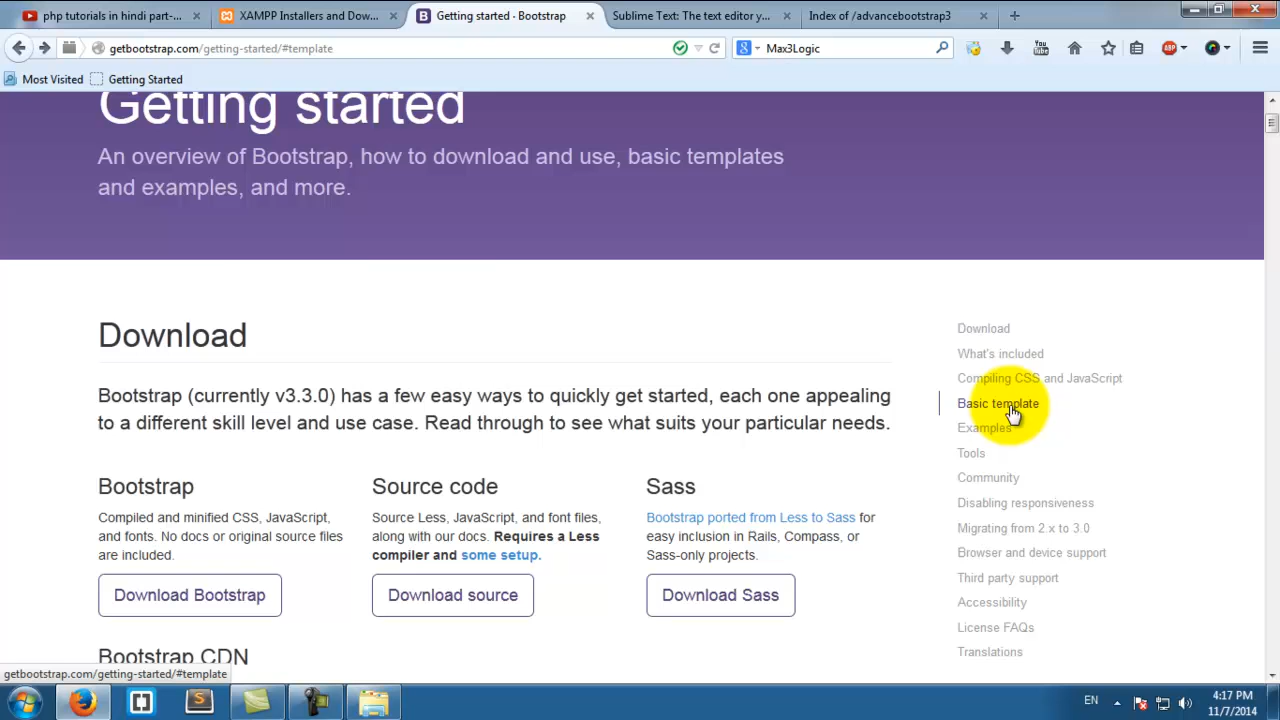 php tutorials in hindi part-...
XAMPP Installers and Dow...
Getting started · Bootstrap
Sublime Text: The text editor y...
Index of /advancebootstrap3
getbootstrap.com/getting-started/#template
Max3Logic
ABP
Most Visited
Getting Started
Getting started
An overview of Bootstrap, how to download and use, basic templates
and examples, and more.
Download
Bootstrap (currently v3.3.0) has a few easy ways to quickly get started, each one appealing
to a different skill level and use case. Read through to see what suits your particular needs.
Bootstrap
Compiled and minified CSS, JavaScript,
and fonts. No docs or original source files
are included.
Download Bootstrap
Source code
Source Less, JavaScript, and font files,
along with our docs. Requires a Less
compiler and some setup.
Download source
Sass
Bootstrap ported from Less to Sass for
easy inclusion in Rails, Compass, or
Sass-only projects.
Download Sass
Bootstrap CDN
Download
What's included
Compiling CSS and JavaScript
Basic template
Examples
Tools
Community
Disabling responsiveness
Migrating from 2.x to 3.0
Browser and device support
Third party support
Accessibility
License FAQs
Translations
getbootstrap.com/getting-started/#template
EN
4:17 PM
11/7/2014